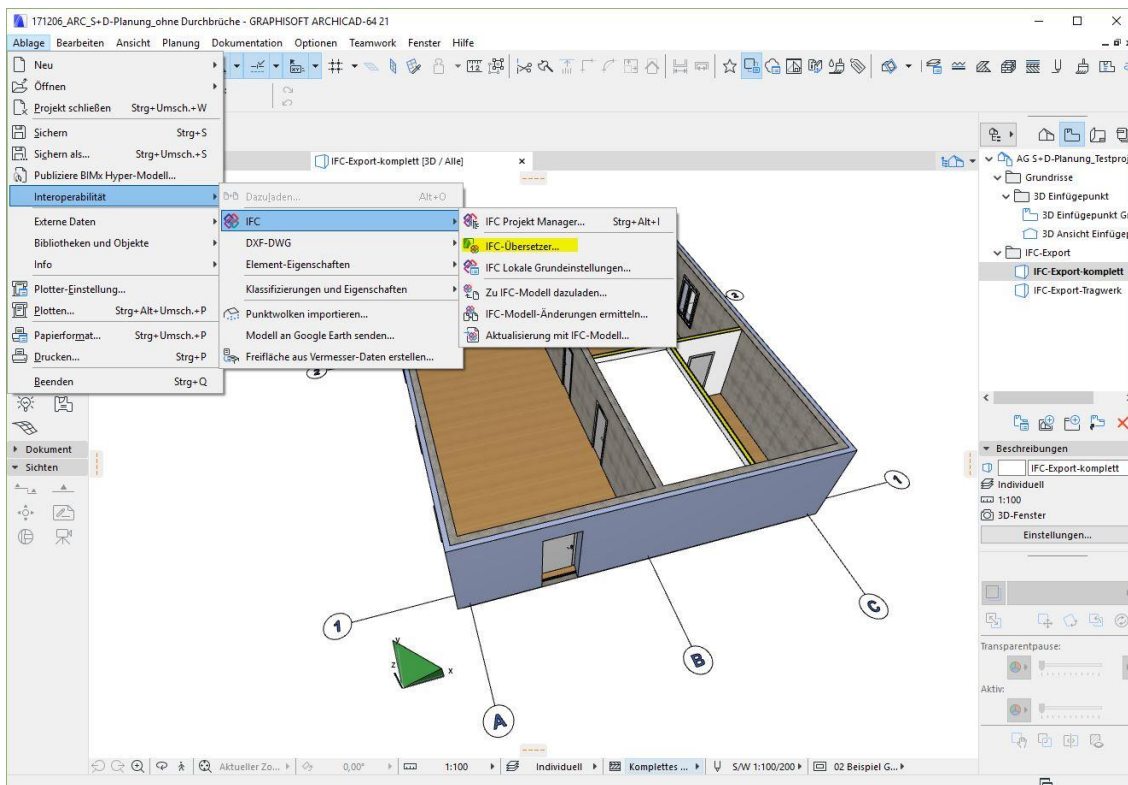 171206_ARC_S+D-Planung_ohne Durchbrüche - GRAPHISOFT ARCHICAD-64 21
Ablage Bearbeiten Ansicht Planung Dokumentation Optionen Teamwork Fenster Hilfe
Neu
Öffnen
Projekt schließen Strg+Umsch.+W
Sichern Strg+S
Sichern als... Strg+Umsch.+S
Publiziere BIMx Hyper-Modell...
Interoperabilität
Externe Daten
Bibliotheken und Objekte
Info
Plotter-Einstellung...
Plotten... Strg+Alt+Umsch.+P
Papierformat... Strg+Umsch.+P
Drucken... Strg+P
Beenden Strg+Q
Dokument
Sichten
IFC-Export-komplett [3D / Alle]
Dazuladen... Alt+O
IFC
DXF-DWG
Element-Eigenschaften
Klassifizierungen und Eigenschaften
Punktwolken importieren...
Modell an Google Earth senden...
Freifläche aus Vermesser-Daten erstellen...
IFC Projekt Manager... Strg+Alt+I
IFC-Übersetzer...
IFC Lokale Grundeinstellungen...
Zu IFC-Modell dazuladen...
IFC-Modell-Änderungen ermitteln...
Aktualisierung mit IFC-Modell...
2
2
1
1
C
B
A
y
z
x
AG S+D-Planung_Testproj
Grundrisse
3D Einfügepunkt
3D Einfügepunkt G
3D Ansicht Einfüge
IFC-Export
IFC-Export-komplett
IFC-Export-Tragwerk
Beschreibungen
IFC-Export-komplett
Individuell
1:100
3D-Fenster
Einstellungen...
Transparentpause:
Aktiv:
Aktueller Zo... 0,00° 1:100 Individuell Komplettes ... S/W 1:100/200 02 Beispiel G...